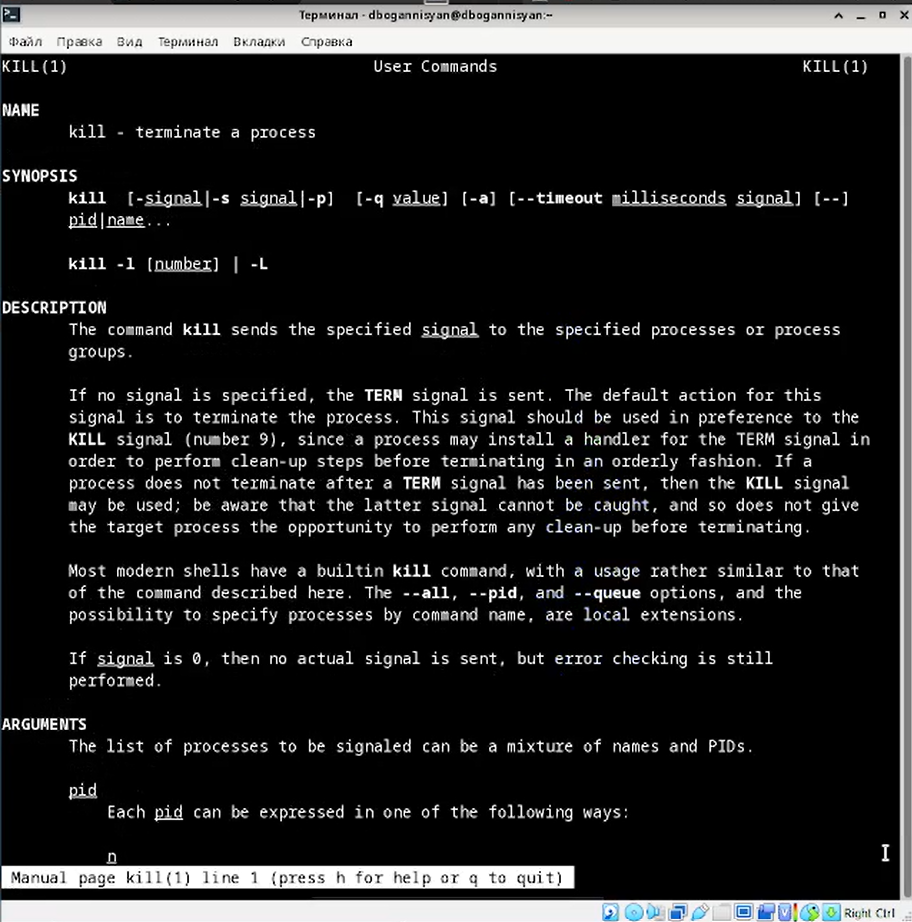 Терминал - dbogannisyan@dbogannisyan:~
Файл Правка Вид Терминал Вкладки Справка
KILL(1) User Commands KILL(1)
NAME
kill - terminate a process
SYNOPSIS
kill [-signal|-s signal|-p] [-q value] [-a] [--timeout milliseconds signal] [--]
pid|name...
kill -l [number] | -L
DESCRIPTION
The command kill sends the specified signal to the specified processes or process
groups.
If no signal is specified, the TERM signal is sent. The default action for this
signal is to terminate the process. This signal should be used in preference to the
KILL signal (number 9), since a process may install a handler for the TERM signal in
order to perform clean-up steps before terminating in an orderly fashion. If a
process does not terminate after a TERM signal has been sent, then the KILL signal
may be used; be aware that the latter signal cannot be caught, and so does not give
the target process the opportunity to perform any clean-up before terminating.
Most modern shells have a builtin kill command, with a usage rather similar to that
of the command described here. The --all, --pid, and --queue options, and the
possibility to specify processes by command name, are local extensions.
If signal is 0, then no actual signal is sent, but error checking is still
performed.
ARGUMENTS
The list of processes to be signaled can be a mixture of names and PIDs.
pid
Each pid can be expressed in one of the following ways:
n
Manual page kill(1) line 1 (press h for help or q to quit)
Right Ctrl